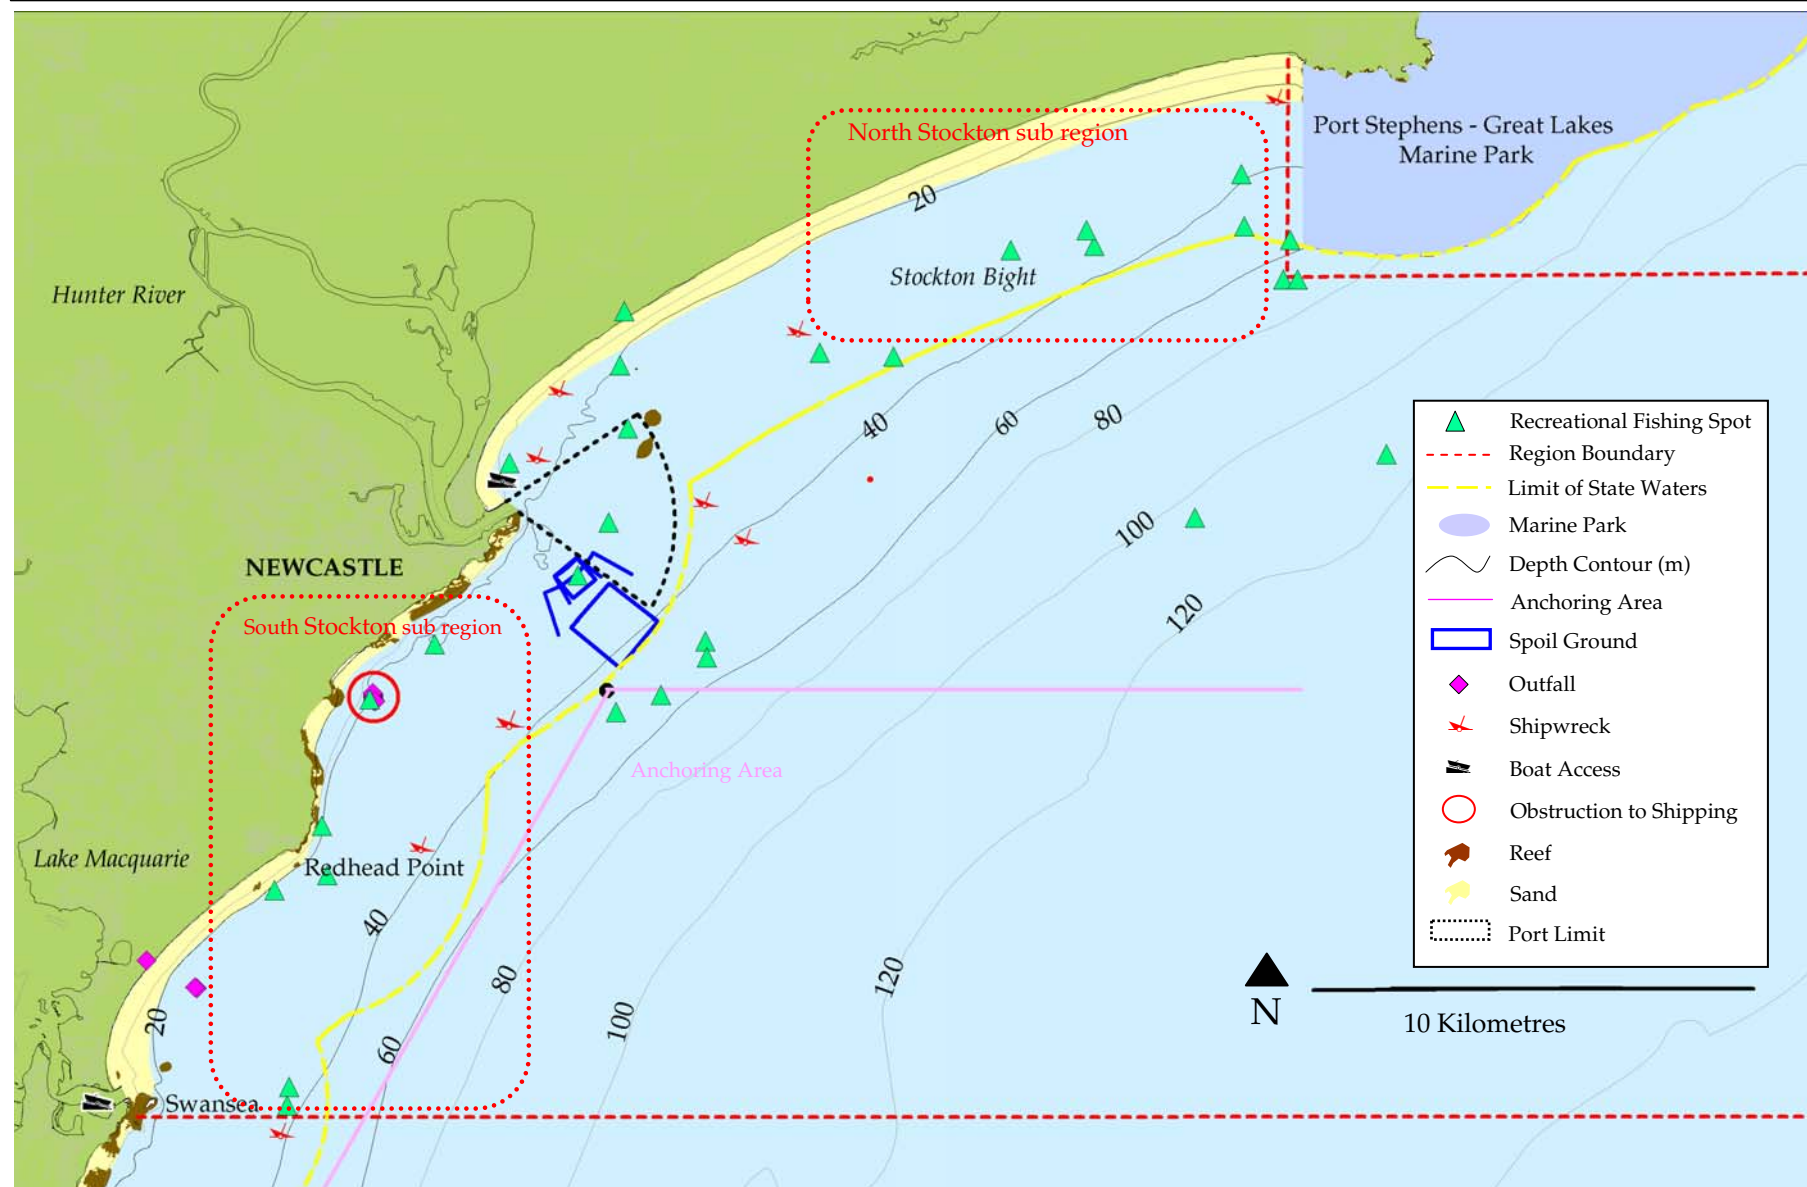 North Stockton sub region
Port Stephens - Great Lakes
Marine Park
20
Stockton Bight
Hunter River
40
60
80
100
120
NEWCASTLE
South Stockton sub region
Anchoring Area
Lake Macquarie
Redhead Point
40
80
120
20
60
100
Swansea
Recreational Fishing Spot
Region Boundary
Limit of State Waters
Marine Park
Depth Contour (m)
Anchoring Area
Spoil Ground
Outfall
Shipwreck
Boat Access
Obstruction to Shipping
Reef
Sand
Port Limit
N
10 Kilometres